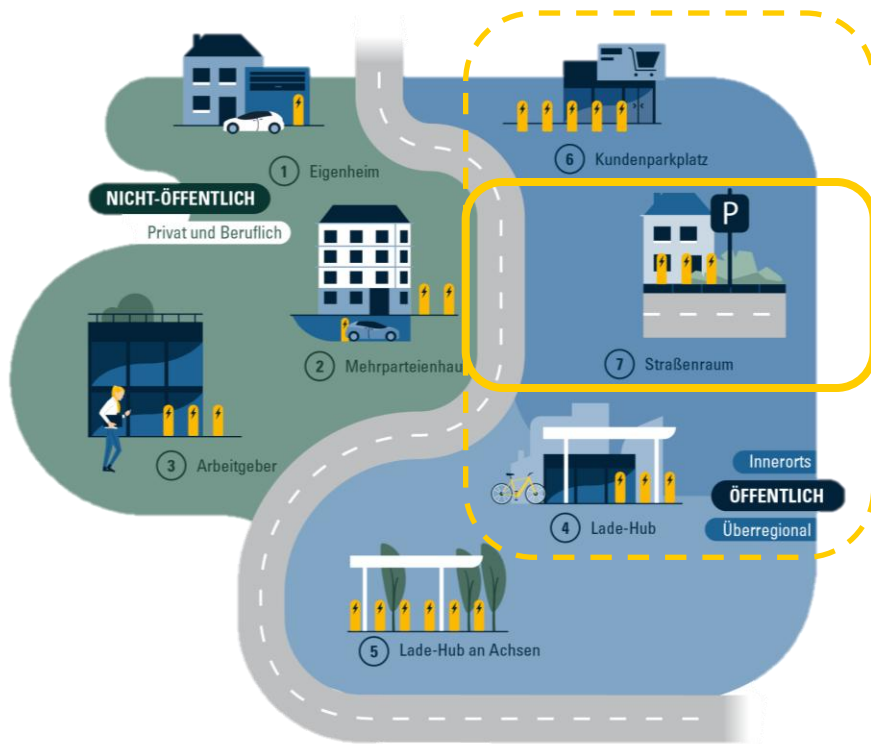 1 Eigenheim
NICHT-ÖFFENTLICH
Privat und Beruflich
2 Mehrparteienhau
3 Arbeitgeber
6 Kundenparkplatz
P
7 Straßenraum
4 Lade-Hub
Innerorts
ÖFFENTLICH
Überregional
5 Lade-Hub an Achsen